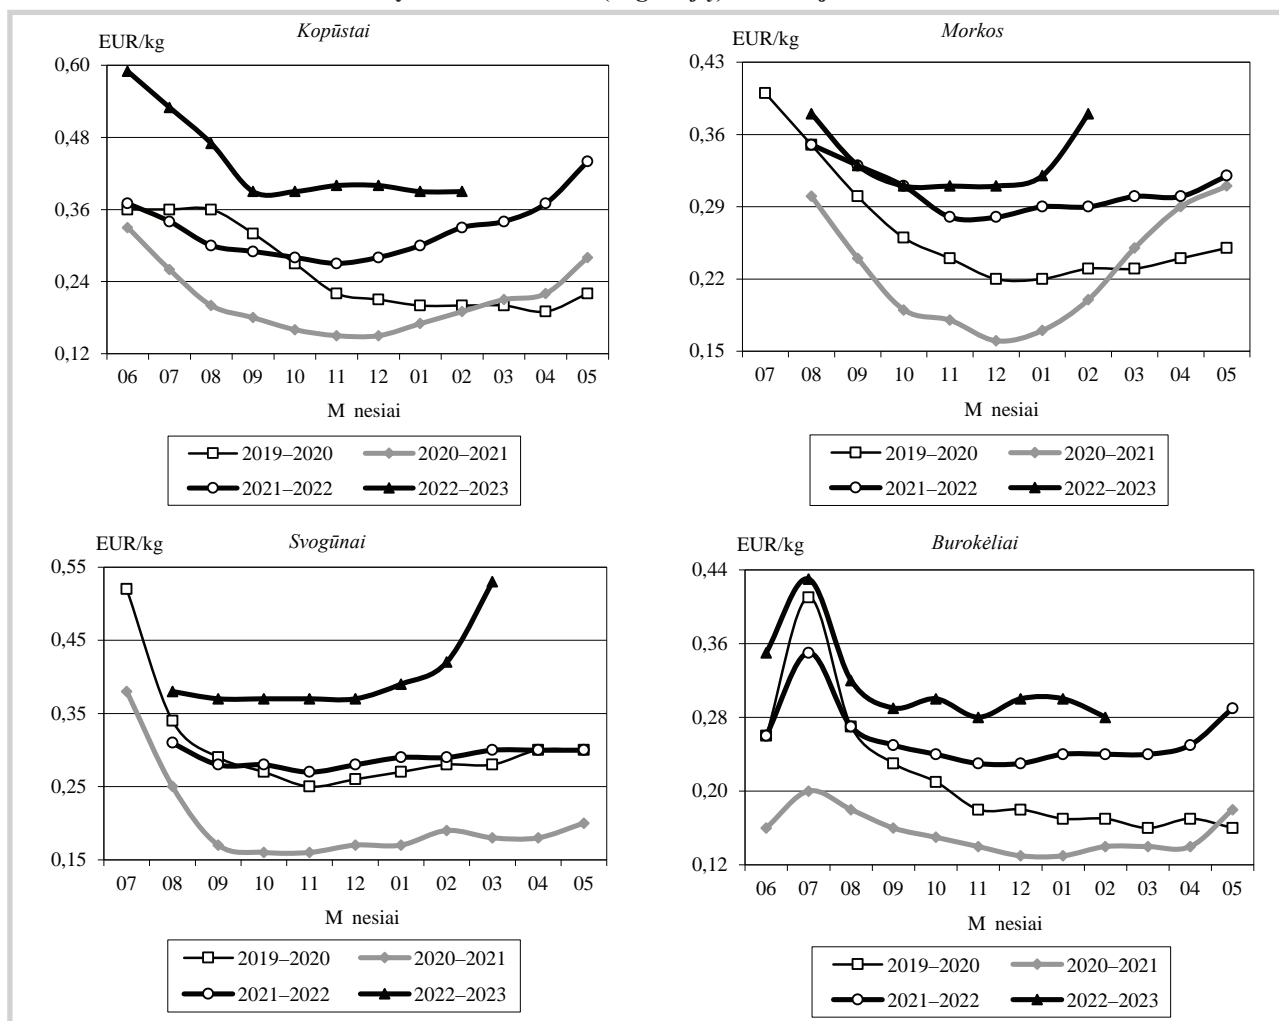 Kopūstai
EUR/kg
0,60
0,48
0,36
0,24
0,12
06 07 08 09 10 11 12 01 02 03 04 05
M nesiai
2019–2020 2020–2021
2021–2022 2022–2023
Morkos
EUR/kg
0,43
0,36
0,29
0,22
0,15
07 08 09 10 11 12 01 02 03 04 05
M nesiai
2019–2020 2020–2021
2021–2022 2022–2023
Svogūnai
EUR/kg
0,55
0,45
0,35
0,25
0,15
07 08 09 10 11 12 01 02 03 04 05
M nesiai
2019–2020 2020–2021
2021–2022 2022–2023
Burokėliai
EUR/kg
0,44
0,36
0,28
0,20
0,12
06 07 08 09 10 11 12 01 02 03 04 05
M nesiai
2019–2020 2020–2021
2021–2022 2022–2023